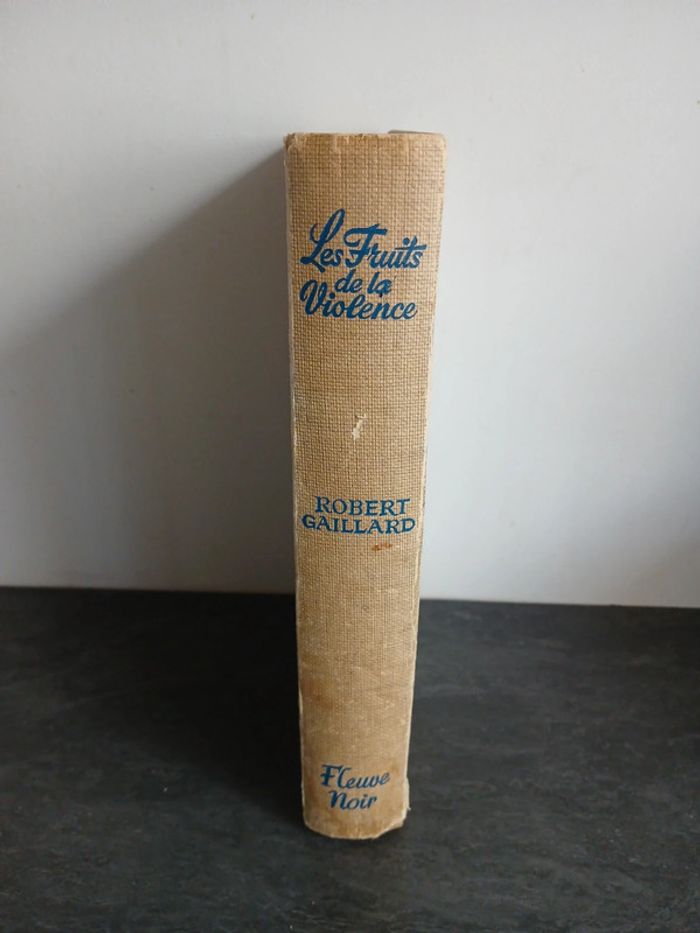 Les Fruits
de la
Violence
ROBERT
GAILLARD
Fleuve
Noir